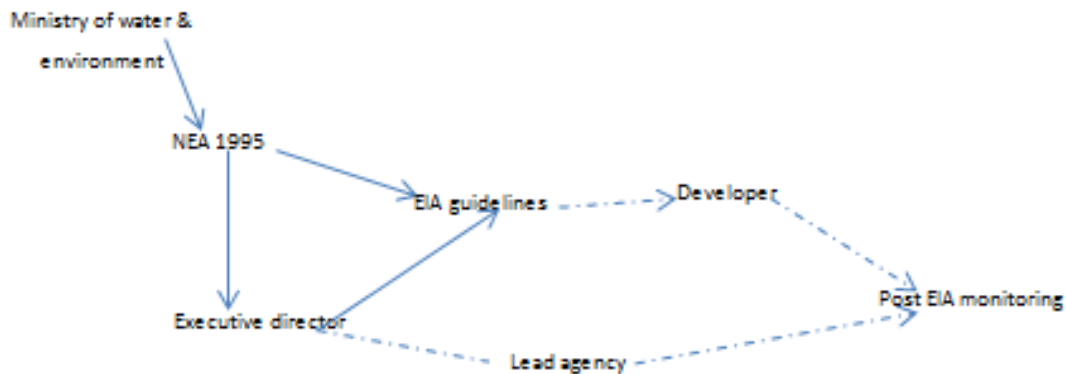 Ministry of water &
environment
NEA 1995
EIA guidelines
Developer
Executive director
Post EIA monitoring
Lead agency